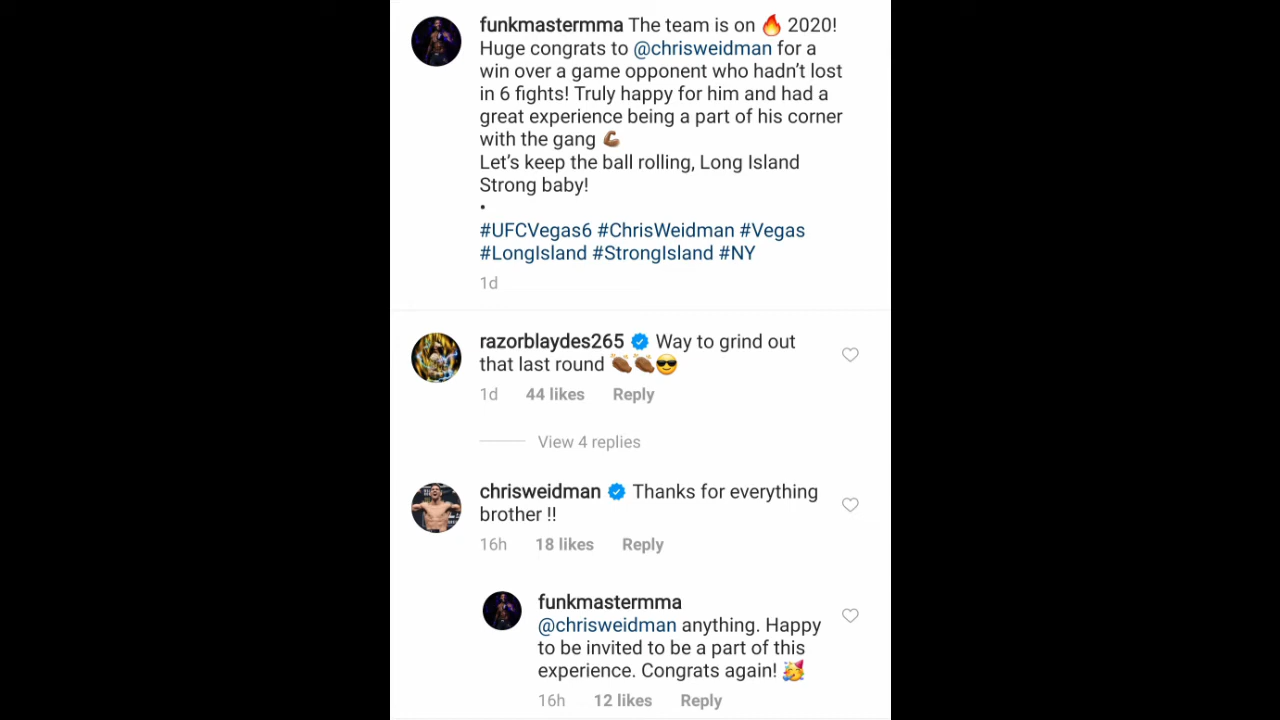 funkmastermma The team is on 🔥 2020!
Huge congrats to @chrisweidman for a
win over a game opponent who hadn't lost
in 6 fights! Truly happy for him and had a
great experience being a part of his corner
with the gang 💪🏾
Let's keep the ball rolling, Long Island
Strong baby!
•
#UFCVegas6 #ChrisWeidman #Vegas
#LongIsland #StrongIsland #NY
1d
razorblaydes265 Way to grind out
that last round 👏🏾👏🏾😎
1d 44 likes Reply
View 4 replies
chrisweidman Thanks for everything
brother !!
16h 18 likes Reply
funkmastermma
@chrisweidman anything. Happy
to be invited to be a part of this
experience. Congrats again! 🥳
16h 12 likes Reply